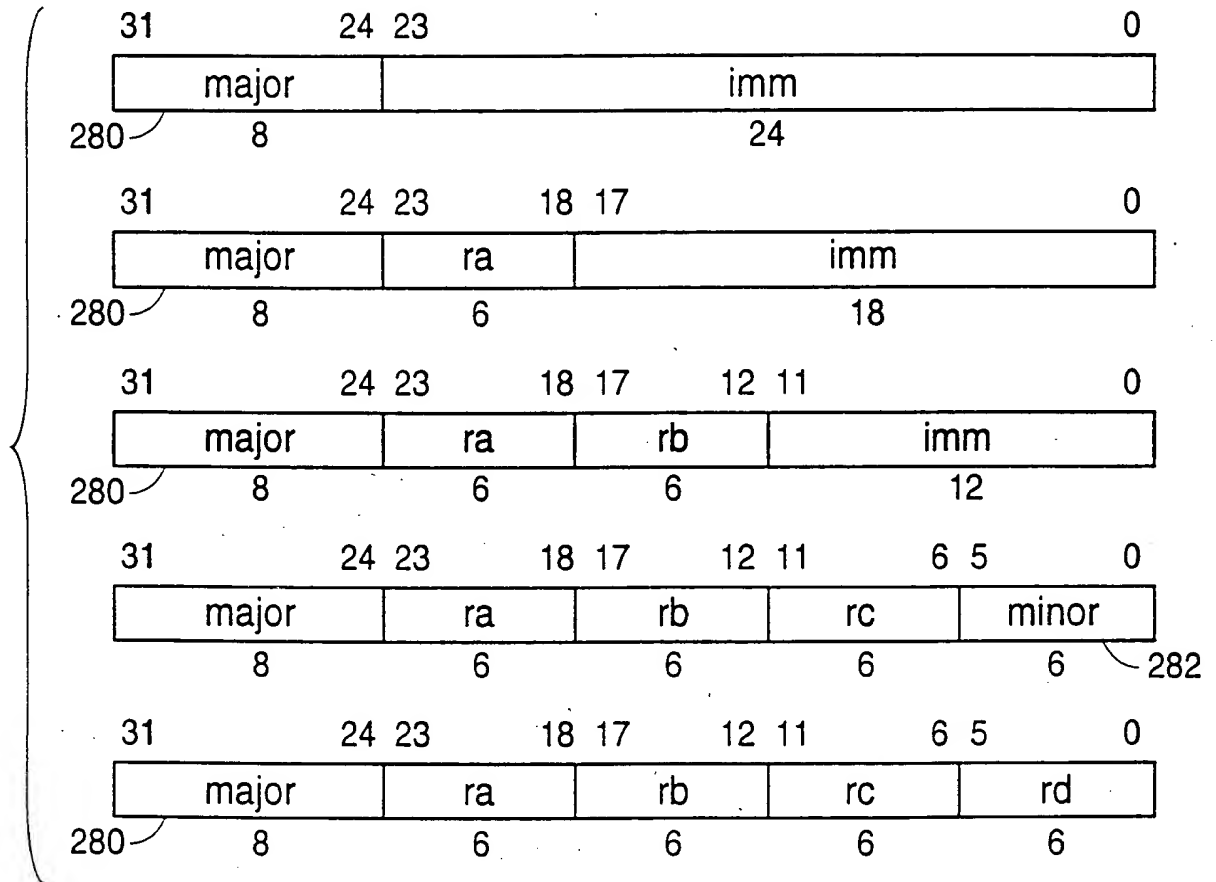 31 24 23 0
major imm
280 8 24
31 24 23 18 17 0
major ra imm
280 8 6 18
31 24 23 18 17 12 11 0
major ra rb imm
280 8 6 6 12
31 24 23 18 17 12 11 6 5 0
major ra rb rc minor
8 6 6 6 6 282
31 24 23 18 17 12 11 6 5 0
major ra rb rc rd
280 8 6 6 6 6